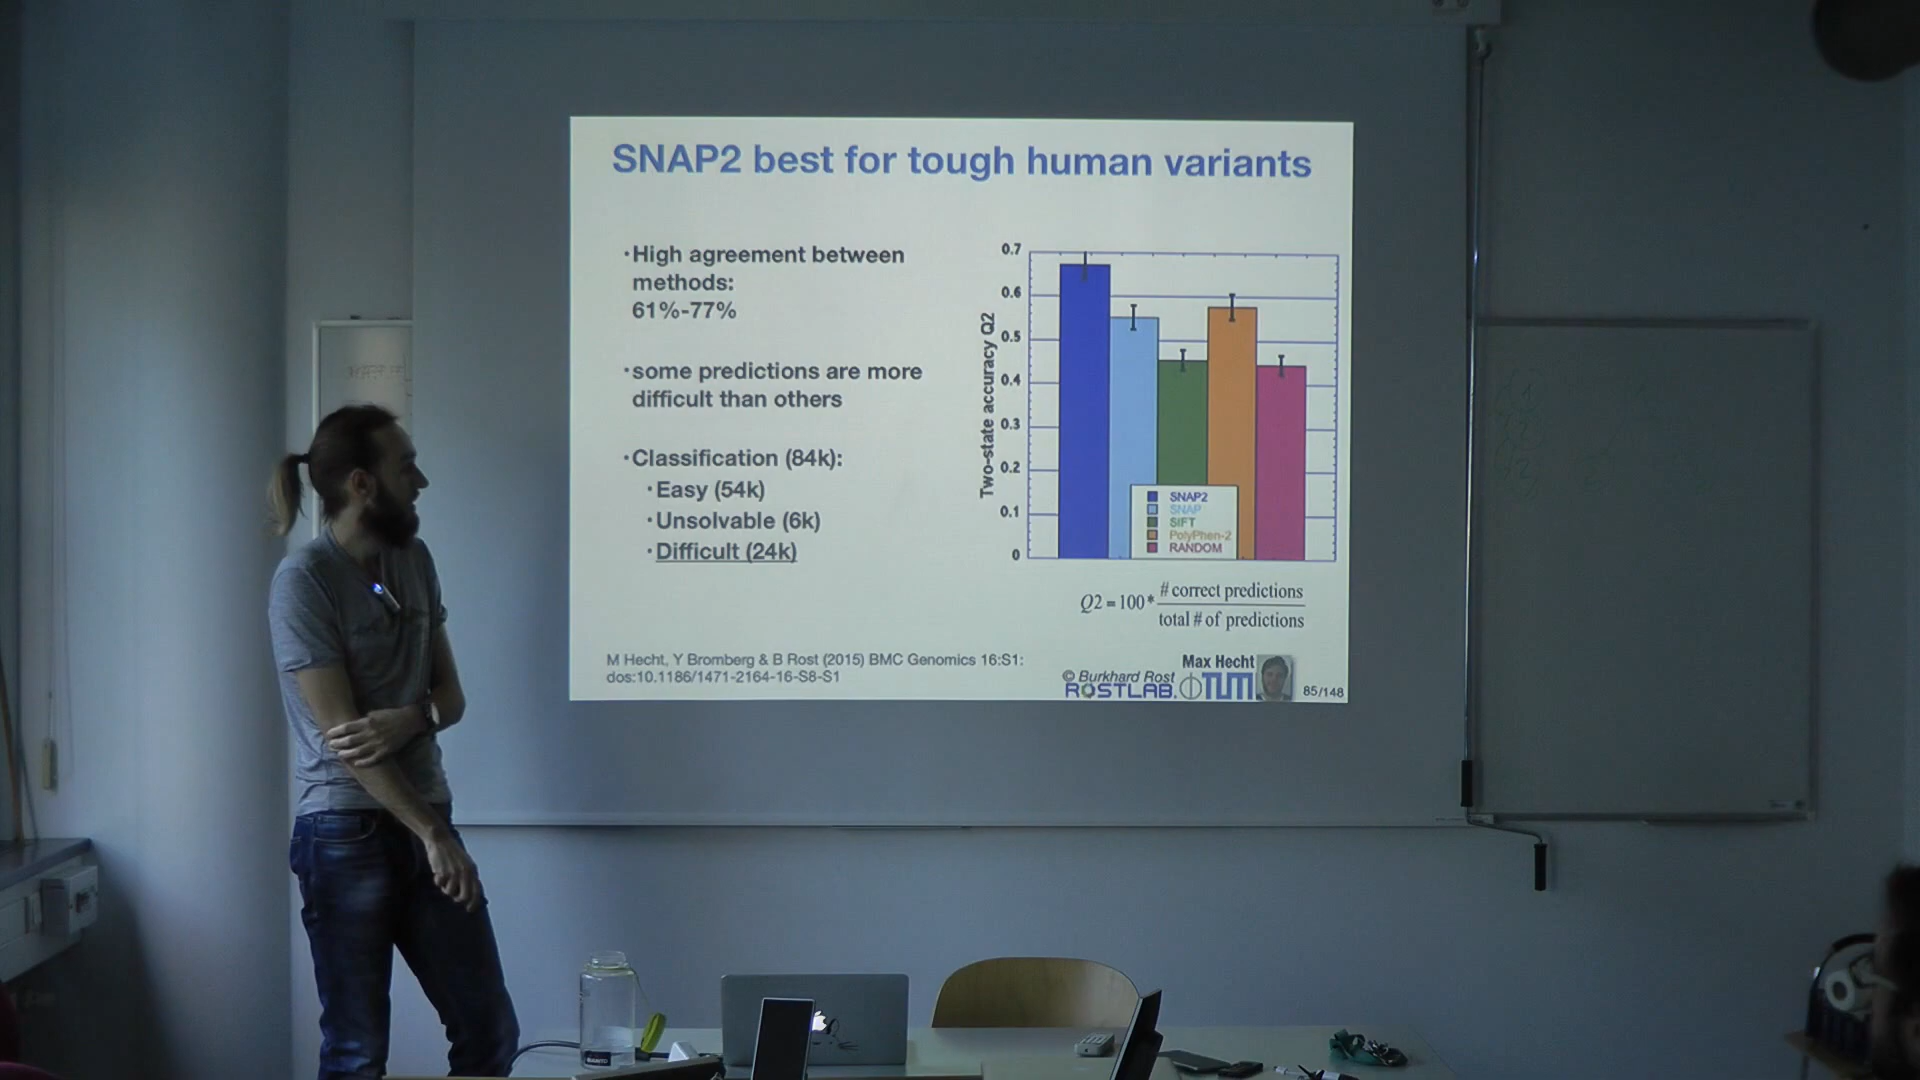 SNAP2 best for tough human variants
·High agreement between
methods:
61%-77%
·some predictions are more
difficult than others
·Classification (84k):
·Easy (54k)
·Unsolvable (6k)
·Difficult (24k)
Two-state accuracy Q2
0.7
0.6
0.5
0.4
0.3
0.2
0.1
0
SNAP2
SNAP
SIFT
PolyPhen-2
RANDOM
Q2 = 100* # correct predictions
total # of predictions
M Hecht, Y Bromberg & B Rost (2015) BMC Genomics 16:S1:
dos:10.1186/1471-2164-16-S8-S1
Max Hecht
© Burkhard Rost
ROSTLAB.
TUM
85/148